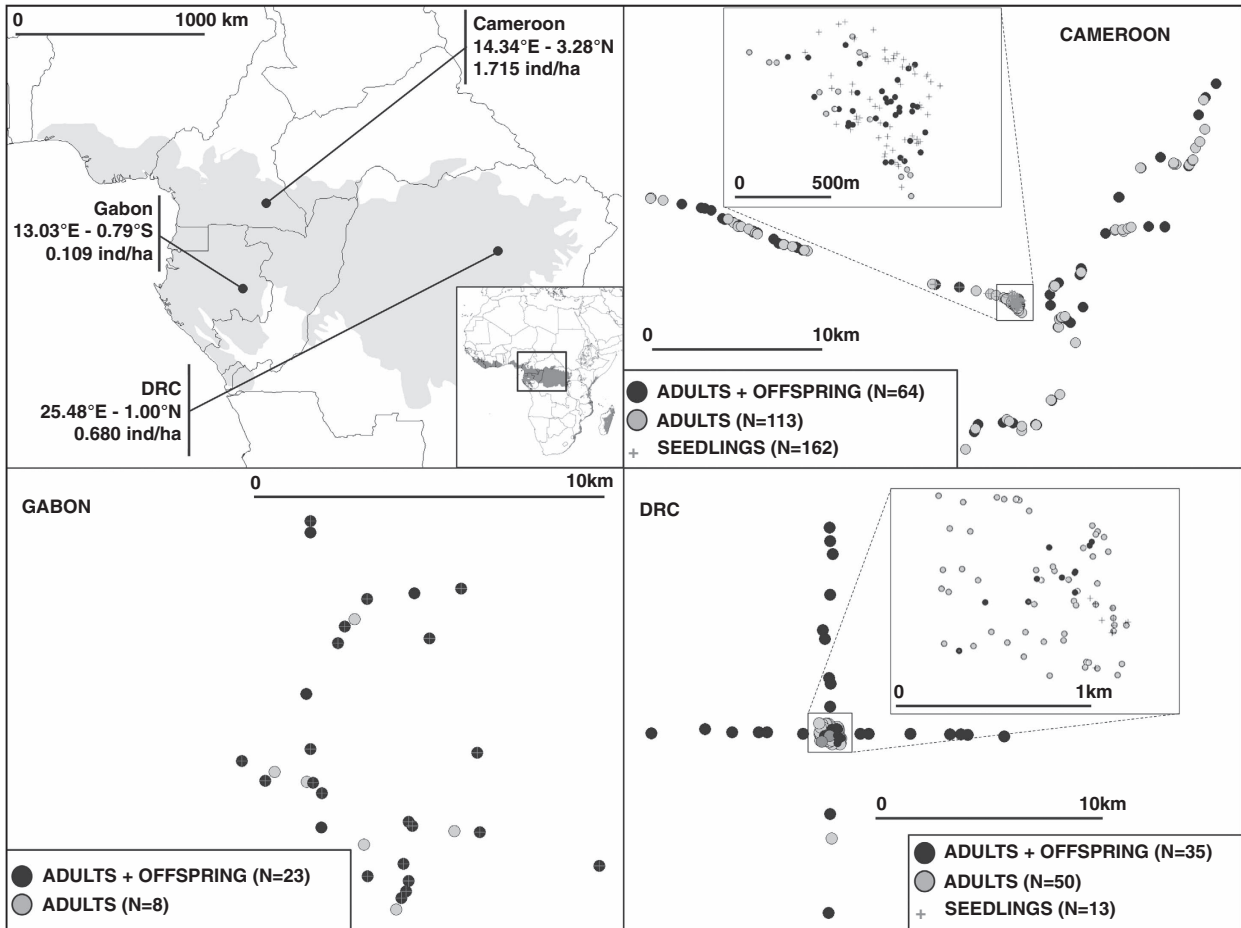 0 1000 km
Cameroon
14.34°E - 3.28°N
1.715 ind/ha
Gabon
13.03°E - 0.79°S
0.109 ind/ha
DRC
25.48°E - 1.00°N
0.680 ind/ha
CAMEROON
0 500m
0 10km
ADULTS + OFFSPRING (N=64)
ADULTS (N=113)
SEEDLINGS (N=162)
GABON
0 10km
ADULTS + OFFSPRING (N=23)
ADULTS (N=8)
DRC
0 1km
0 10km
ADULTS + OFFSPRING (N=35)
ADULTS (N=50)
SEEDLINGS (N=13)